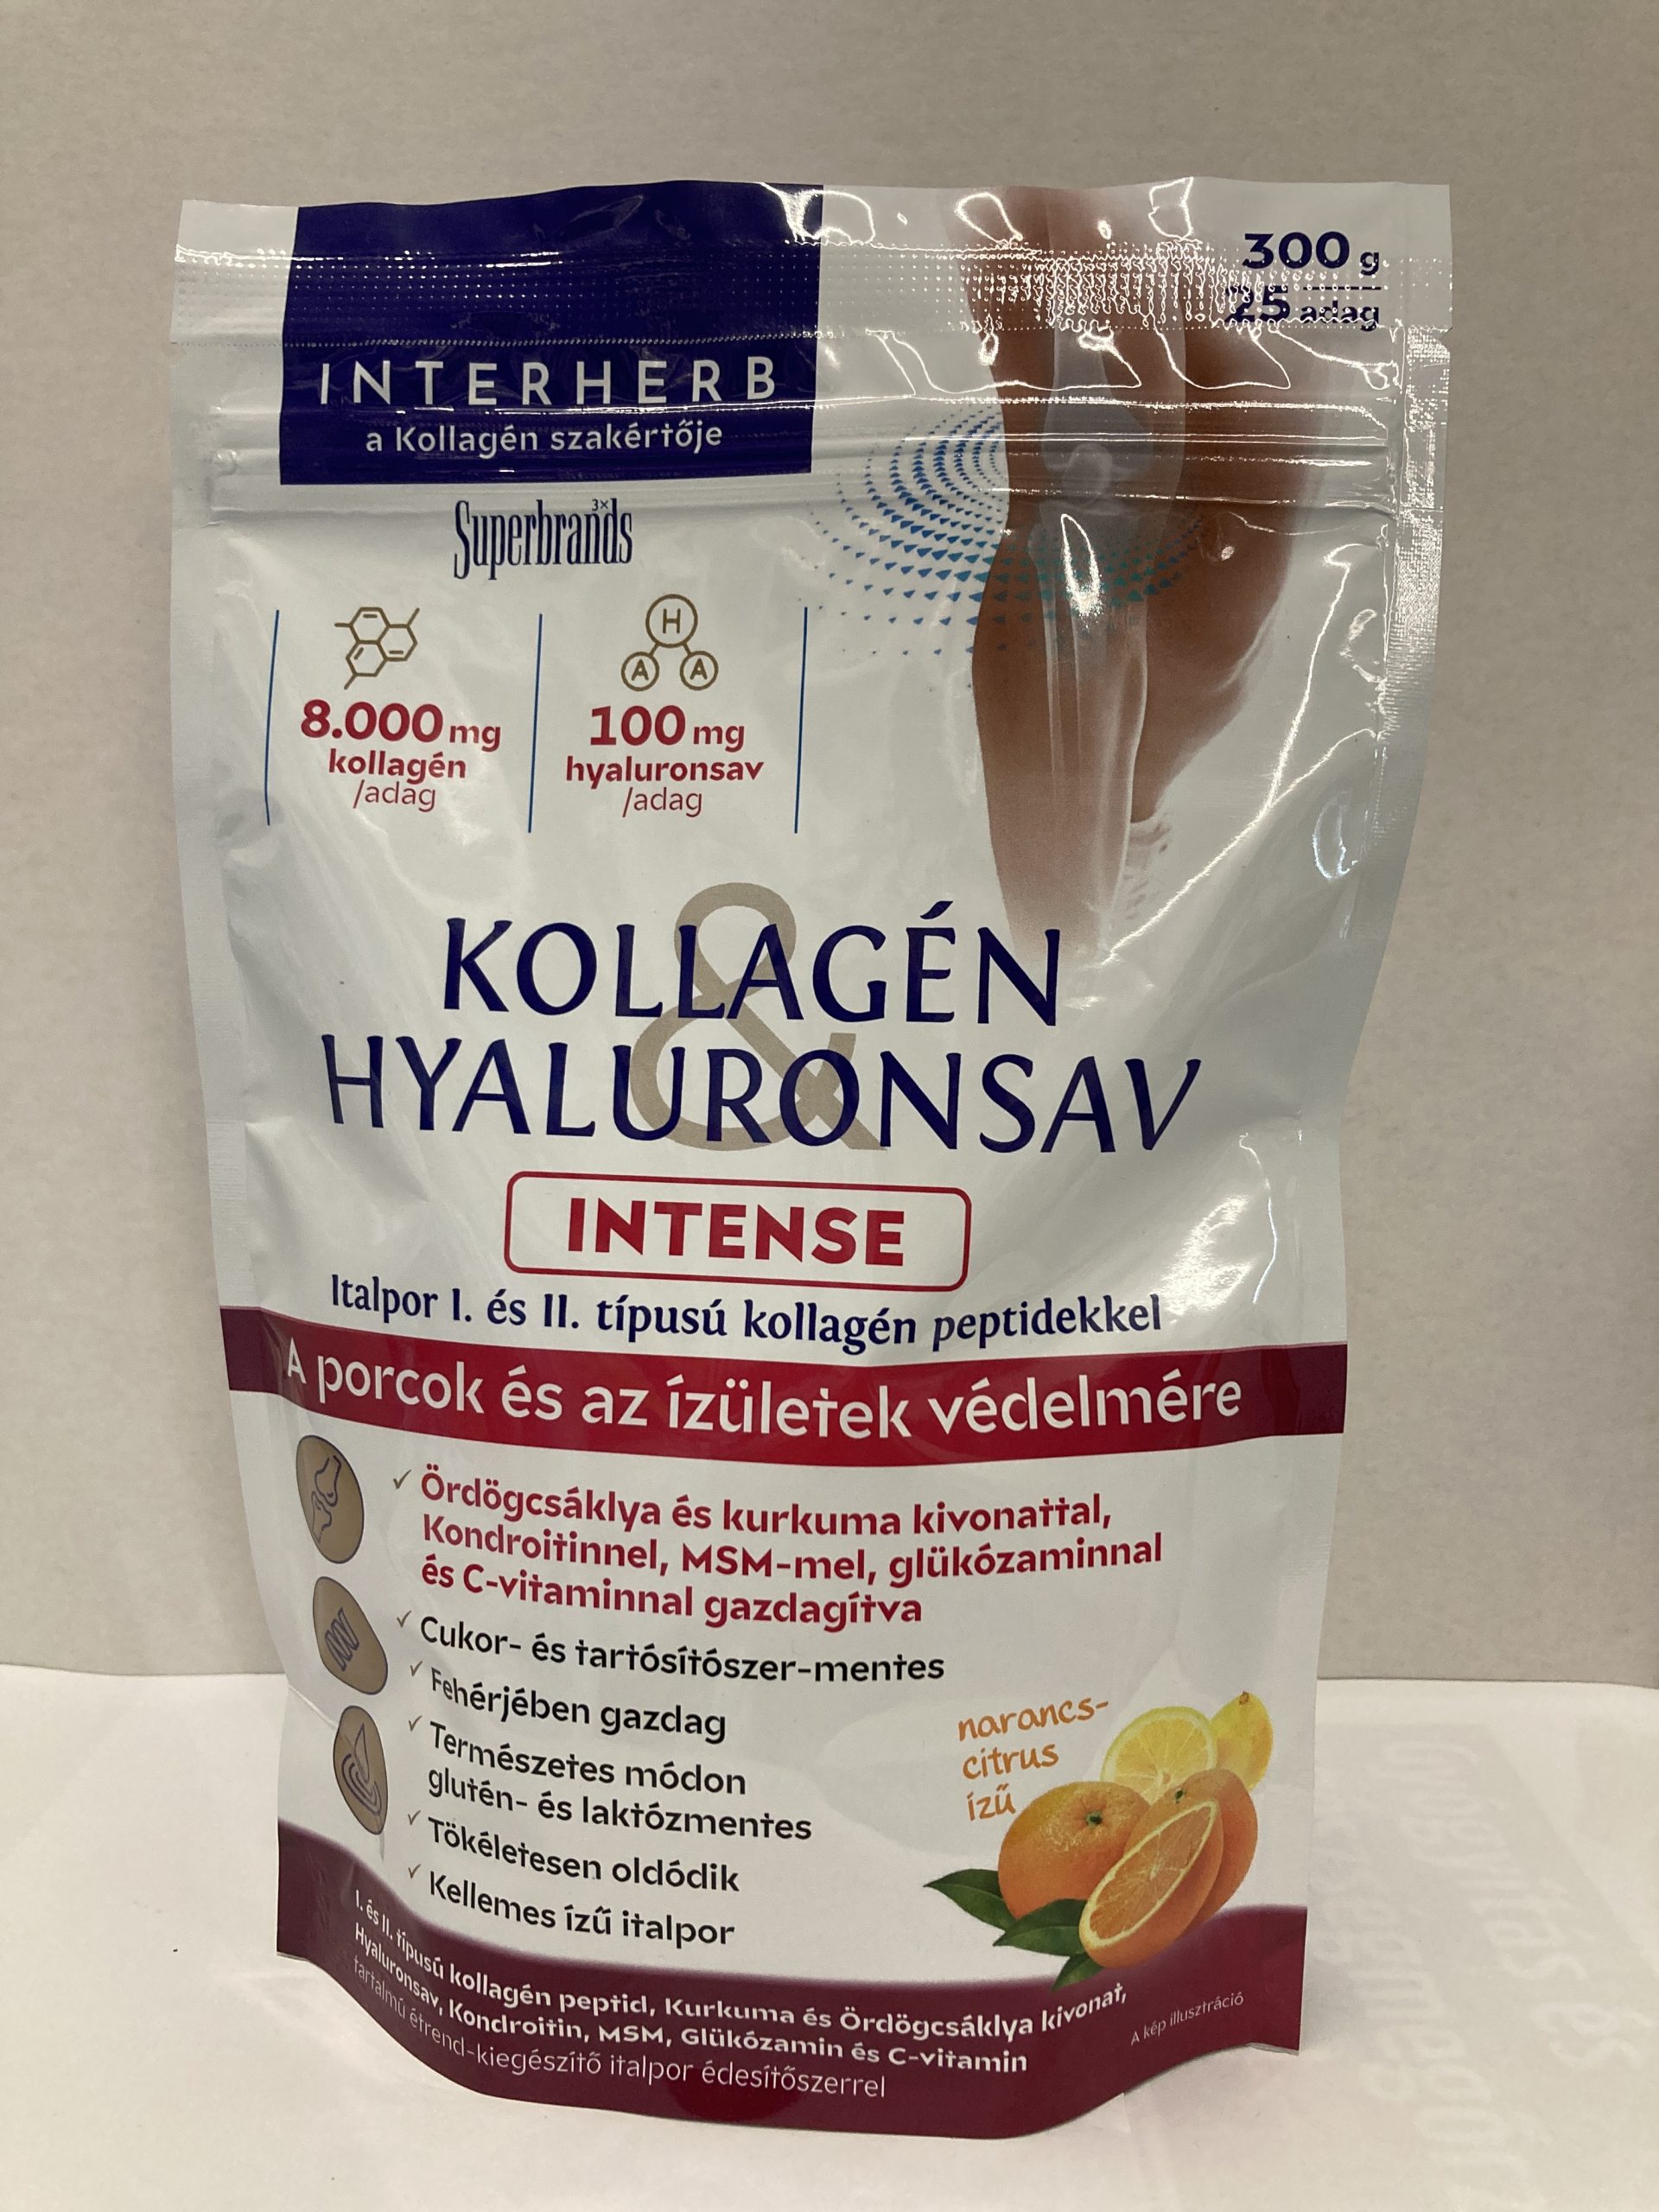 300 g
25 adag
INTERHERB
a Kollagén szakértője
3x
Superbrands
H
A A
8.000 mg
kollagén
/adag
100 mg
hyaluronsav
/adag
KOLLAGÉN
&
HYALURONSAV
INTENSE
Italpor I. és II. típusú kollagén peptidekkel
A porcok és az ízületek védelmére
✓ Ördögcsáklya és kurkuma kivonattal,
Kondroitinnel, MSM-mel, glükózaminnal
és C-vitaminnal gazdagítva
✓ Cukor- és tartósítószer-mentes
✓ Fehérjében gazdag
✓ Természetes módon
glutén- és laktózmentes
✓ Tökéletesen oldódik
✓ Kellemes ízű italpor
narancs-
citrus
ízű
I. és II. típusú kollagén peptid, Kurkuma és Ördögcsáklya kivonat,
Hyaluronsav, Kondroitin, MSM, Glükózamin és C-vitamin
tartalmú étrend-kiegészítő italpor édesítőszerrel
A kép illusztráció